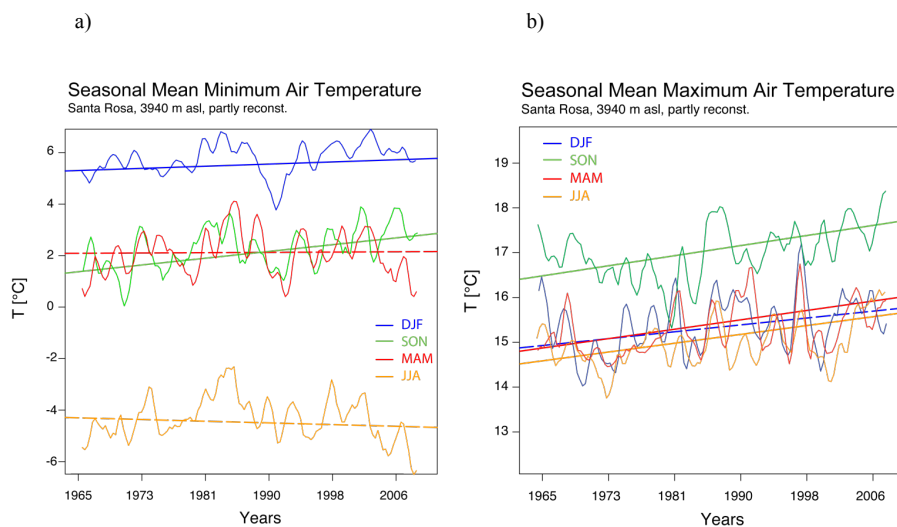 a)
Seasonal Mean Minimum Air Temperature
Santa Rosa, 3940 m asl, partly reconst.
6
4
2
0
-2
-4
-6
T [°C]
DJF
SON
MAM
JJA
1965 1973 1981 1990 1998 2006
Years
b)
Seasonal Mean Maximum Air Temperature
Santa Rosa, 3940 m asl, partly reconst.
DJF
SON
MAM
JJA
19
18
17
16
15
14
13
T [°C]
1965 1973 1981 1990 1998 2006
Years